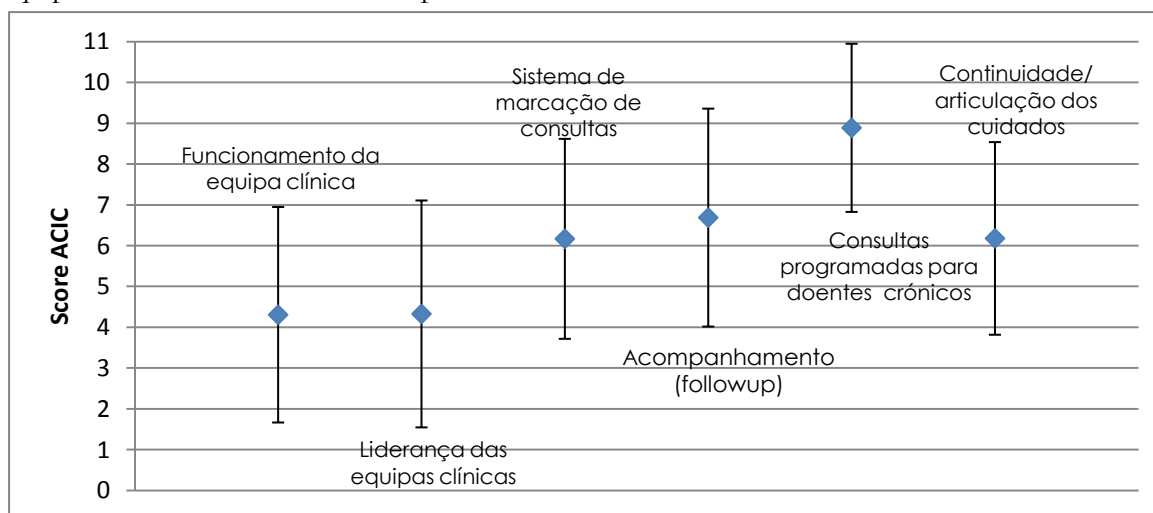 11
10
9
8
7
6
5
4
3
2
1
0
Score ACIC
Funcionamento da
equipa clínica
Liderança das
equipas clínicas
Sistema de
marcação de
consultas
Acompanhamento
(followup)
Consultas
programadas para
doentes crónicos
Continuidade/
articulação dos
cuidados